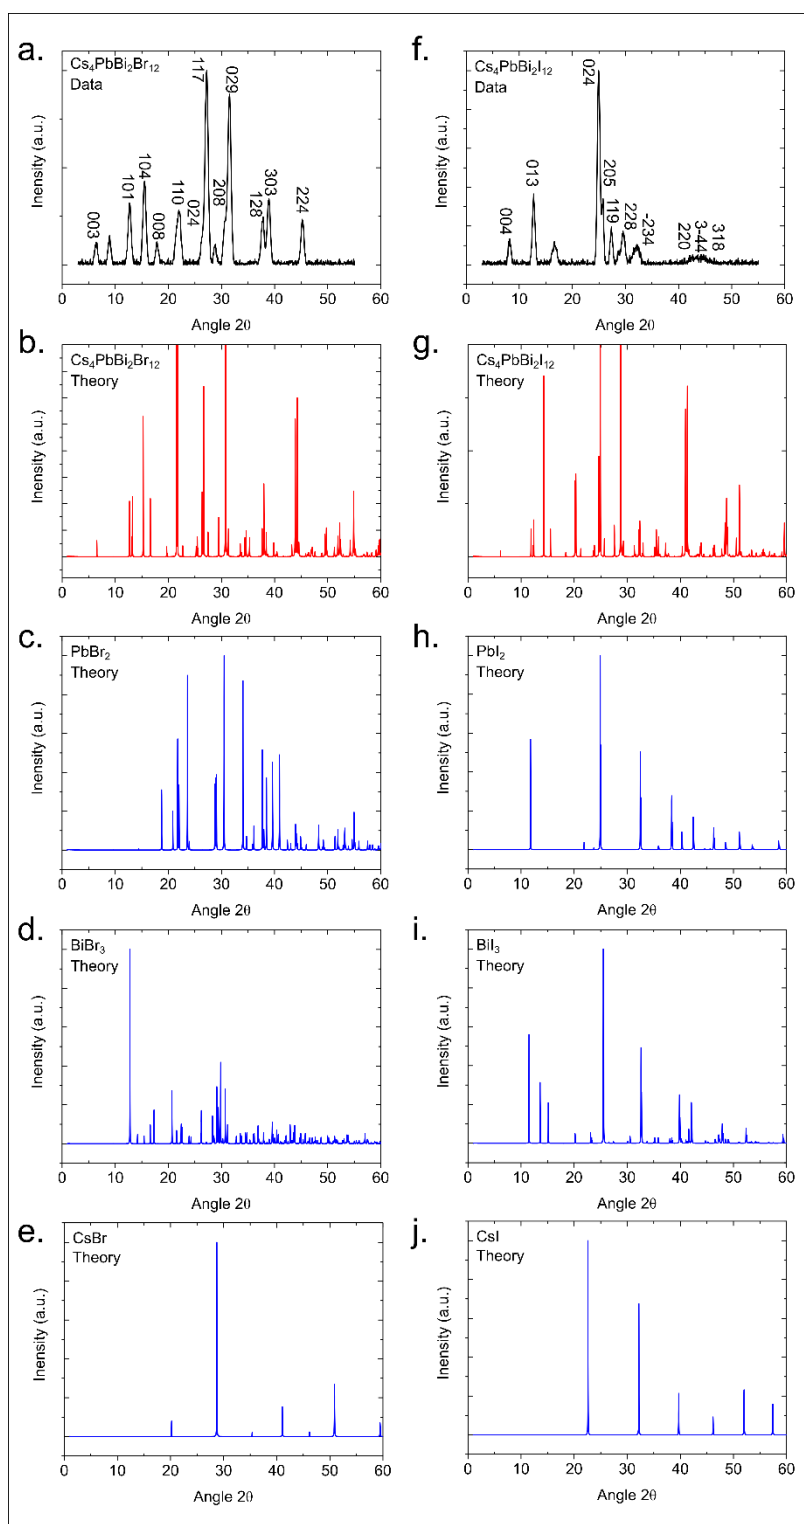 a.
Cs4PbBi2Br12
Data
003
101
104
008
110
024
117
208
029
128
303
224
Inensity (a.u.)
0 10 20 30 40 50 60
Angle 2θ
f.
Cs4PbBi2I12
Data
004
013
024
205
119
228
-234
220
3-44
318
Inensity (a.u.)
0 10 20 30 40 50 60
Angle 2θ
b.
Cs4PbBi2Br12
Theory
Inensity (a.u.)
0 10 20 30 40 50 60
Angle 2θ
g.
Cs4PbBi2I12
Theory
Inensity (a.u.)
0 10 20 30 40 50 60
Angle 2θ
c.
PbBr2
Theory
Inensity (a.u.)
0 10 20 30 40 50 60
Angle 2θ
h.
PbI2
Theory
Inensity (a.u.)
0 10 20 30 40 50 60
Angle 2θ
d.
BiBr3
Theory
Inensity (a.u.)
0 10 20 30 40 50 60
Angle 2θ
i.
BiI3
Theory
Inensity (a.u.)
0 10 20 30 40 50 60
Angle 2θ
e.
CsBr
Theory
Inensity (a.u.)
0 10 20 30 40 50 60
Angle 2θ
j.
CsI
Theory
Inensity (a.u.)
0 10 20 30 40 50 60
Angle 2θ